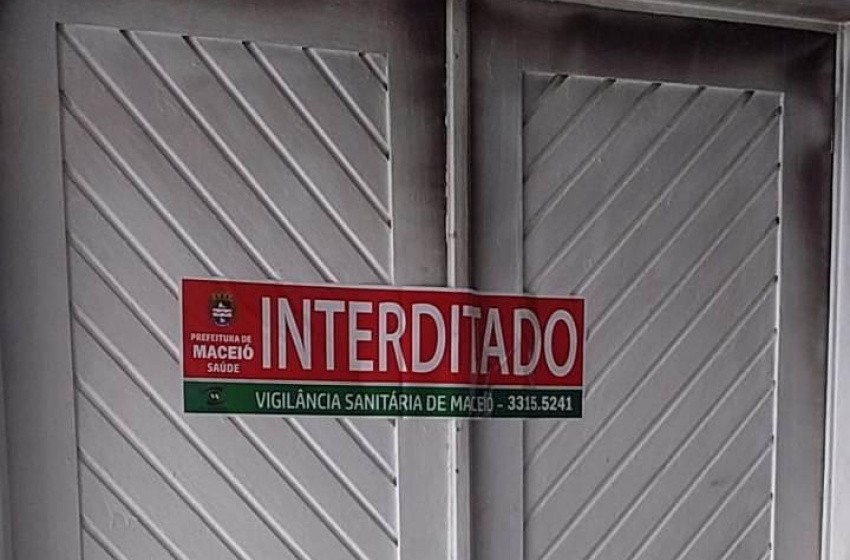 PREFEITURA DE
MACEIÓ
SAÚDE
INTERDITADO
VIGILÂNCIA SANITÁRIA DE MACEIÓ - 3315.5241